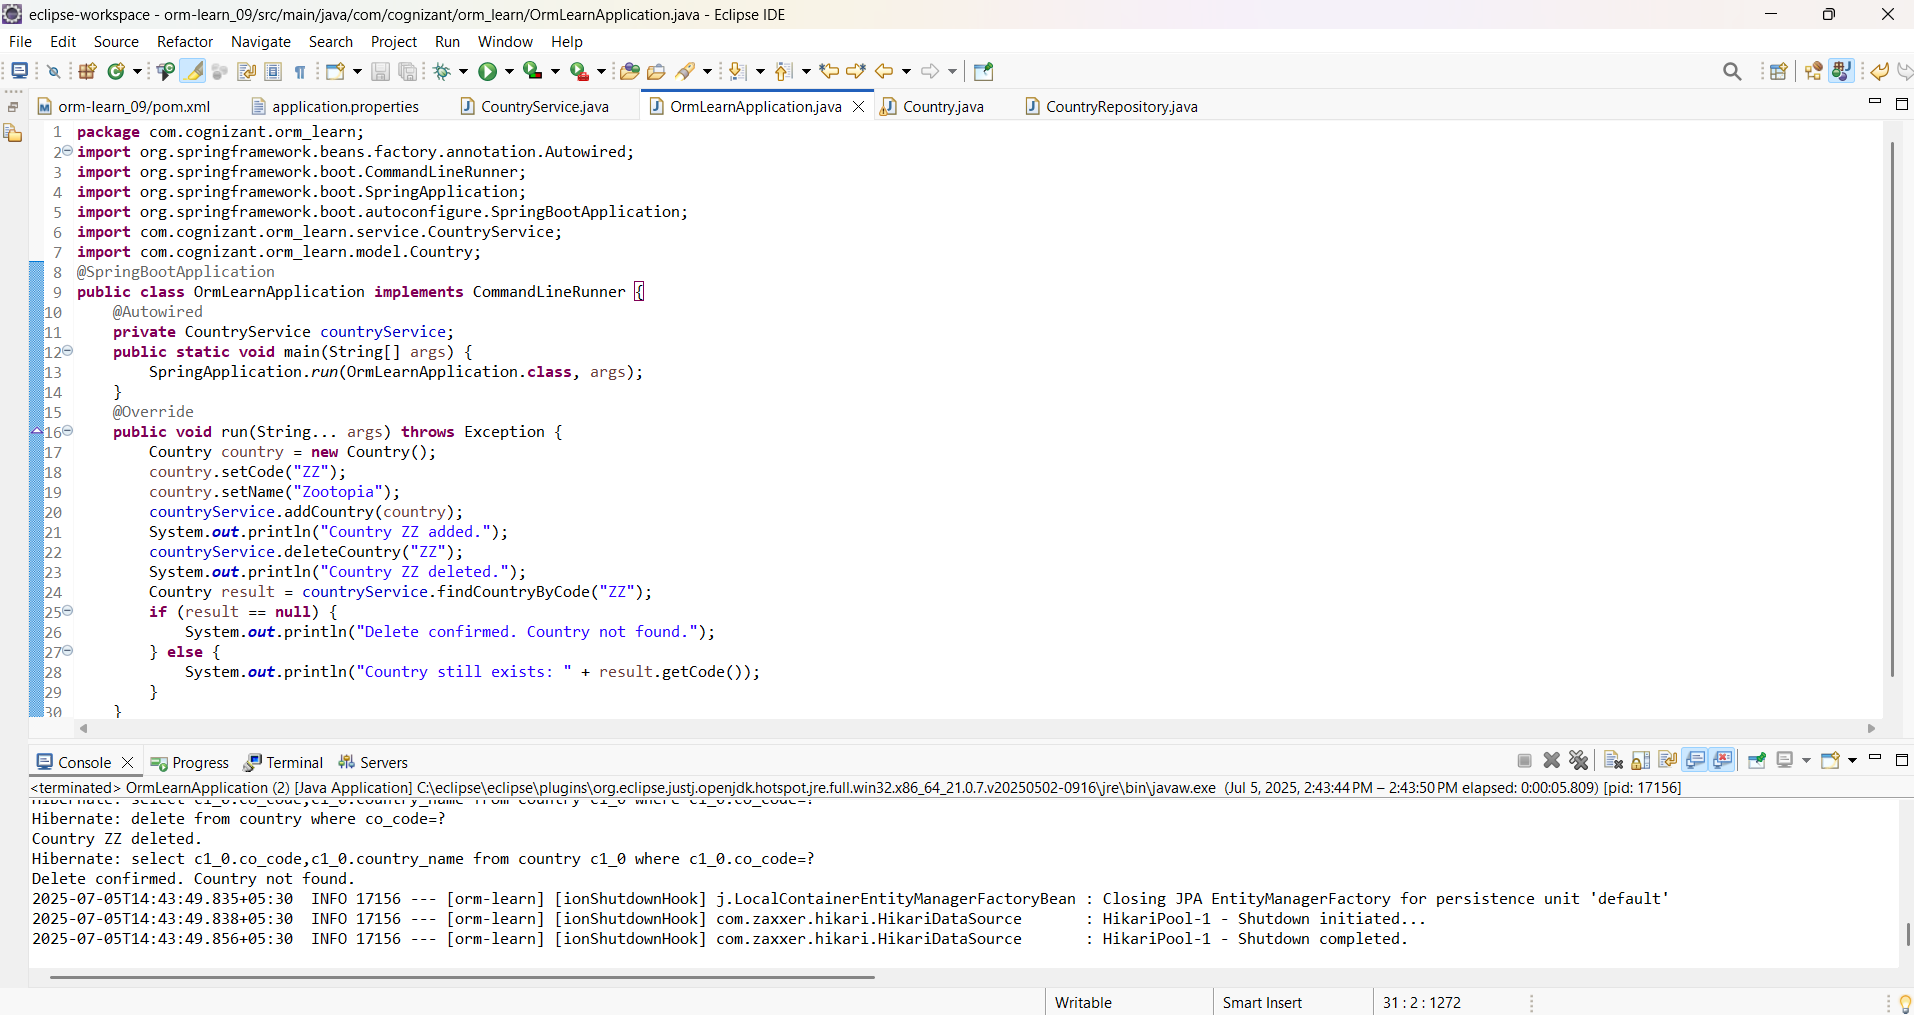 eclipse-workspace - orm-learn_09/src/main/java/com/cognizant/orm_learn/OrmLearnApplication.java - Eclipse IDE
File Edit Source Refactor Navigate Search Project Run Window Help
orm-learn_09/pom.xml application.properties CountryService.java OrmLearnApplication.java Country.java CountryRepository.java
1 package com.cognizant.orm_learn;
2 import org.springframework.beans.factory.annotation.Autowired;
3 import org.springframework.boot.CommandLineRunner;
4 import org.springframework.boot.SpringApplication;
5 import org.springframework.boot.autoconfigure.SpringBootApplication;
6 import com.cognizant.orm_learn.service.CountryService;
7 import com.cognizant.orm_learn.model.Country;
8 @SpringBootApplication
9 public class OrmLearnApplication implements CommandLineRunner {
10     @Autowired
11     private CountryService countryService;
12     public static void main(String[] args) {
13         SpringApplication.run(OrmLearnApplication.class, args);
14     }
15     @Override
16     public void run(String... args) throws Exception {
17         Country country = new Country();
18         country.setCode("ZZ");
19         country.setName("Zootopia");
20         countryService.addCountry(country);
21         System.out.println("Country ZZ added.");
22         countryService.deleteCountry("ZZ");
23         System.out.println("Country ZZ deleted.");
24         Country result = countryService.findCountryByCode("ZZ");
25         if (result == null) {
26             System.out.println("Delete confirmed. Country not found.");
27         } else {
28             System.out.println("Country still exists: " + result.getCode());
29         }
30     }
Console Progress Terminal Servers
<terminated> OrmLearnApplication (2) [Java Application] C:\eclipse\eclipse\plugins\org.eclipse.justj.openjdk.hotspot.jre.full.win32.x86_64_21.0.7.v20250502-0916\jre\bin\javaw.exe (Jul 5, 2025, 2:43:44 PM – 2:43:50 PM elapsed: 0:00:05.809) [pid: 17156]
Hibernate: select c1_0.co_code,c1_0.country_name from country c1_0 where c1_0.co_code=?
Hibernate: delete from country where co_code=?
Country ZZ deleted.
Hibernate: select c1_0.co_code,c1_0.country_name from country c1_0 where c1_0.co_code=?
Delete confirmed. Country not found.
2025-07-05T14:43:49.835+05:30  INFO 17156 --- [orm-learn] [ionShutdownHook] j.LocalContainerEntityManagerFactoryBean : Closing JPA EntityManagerFactory for persistence unit 'default'
2025-07-05T14:43:49.838+05:30  INFO 17156 --- [orm-learn] [ionShutdownHook] com.zaxxer.hikari.HikariDataSource       : HikariPool-1 - Shutdown initiated...
2025-07-05T14:43:49.856+05:30  INFO 17156 --- [orm-learn] [ionShutdownHook] com.zaxxer.hikari.HikariDataSource       : HikariPool-1 - Shutdown completed.
Writable Smart Insert 31 : 2 : 1272